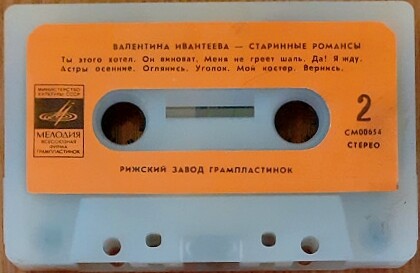 ВАЛЕНТИНА ИВАНТЕЕВА — СТАРИННЫЕ РОМАНСЫ
Ты этого хотел. Он виноват. Меня не греет шаль. Да! Я жду.
Астры осенние. Оглянись. Уголок. Мой костер. Вернись.
МИНИСТЕРСТВО
КУЛЬТУРЫ СССР
МЕЛОДИЯ
ВСЕСОЮЗНАЯ
ФИРМА
ГРАМПЛАСТИНОК
2
СМ00654
СТЕРЕО
РИЖСКИЙ ЗАВОД ГРАМПЛАСТИНОК